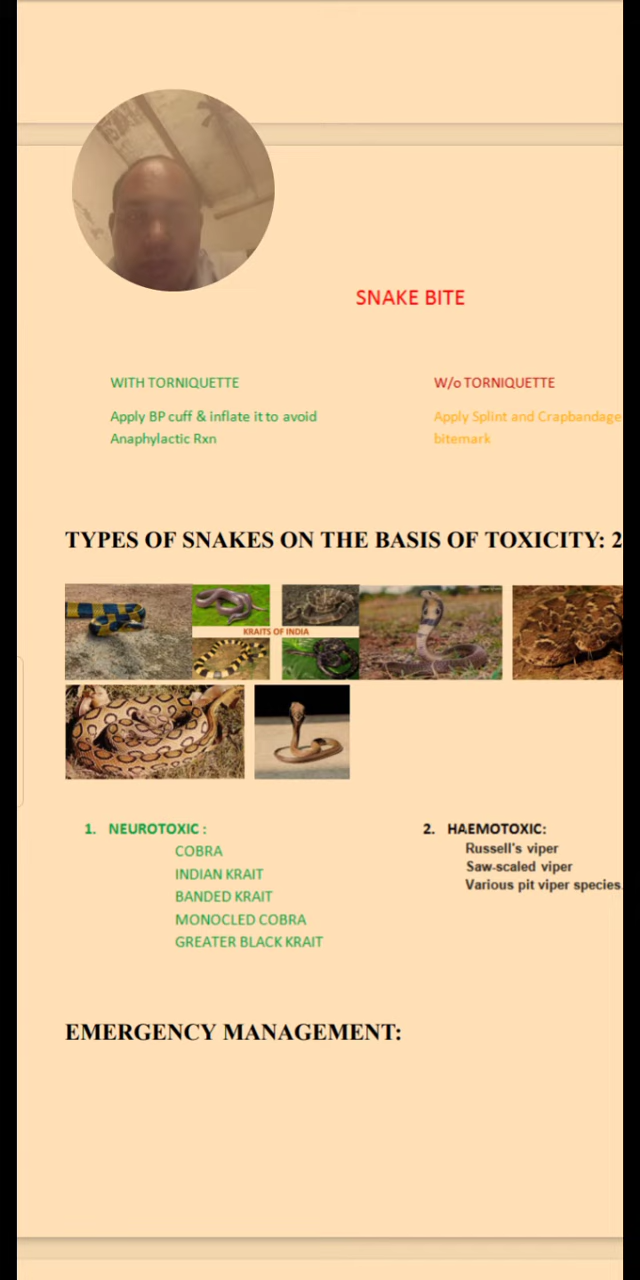 SNAKE BITE
WITH TORNIQUETTE
Apply BP cuff & inflate it to avoid
Anaphylactic Rxn
W/o TORNIQUETTE
Apply Splint and Crapbandage
bitemark
TYPES OF SNAKES ON THE BASIS OF TOXICITY: 2
KRAITS OF INDIA
1. NEUROTOXIC :
COBRA
INDIAN KRAIT
BANDED KRAIT
MONOCLED COBRA
GREATER BLACK KRAIT
2. HAEMOTOXIC:
Russell's viper
Saw-scaled viper
Various pit viper species.
EMERGENCY MANAGEMENT: